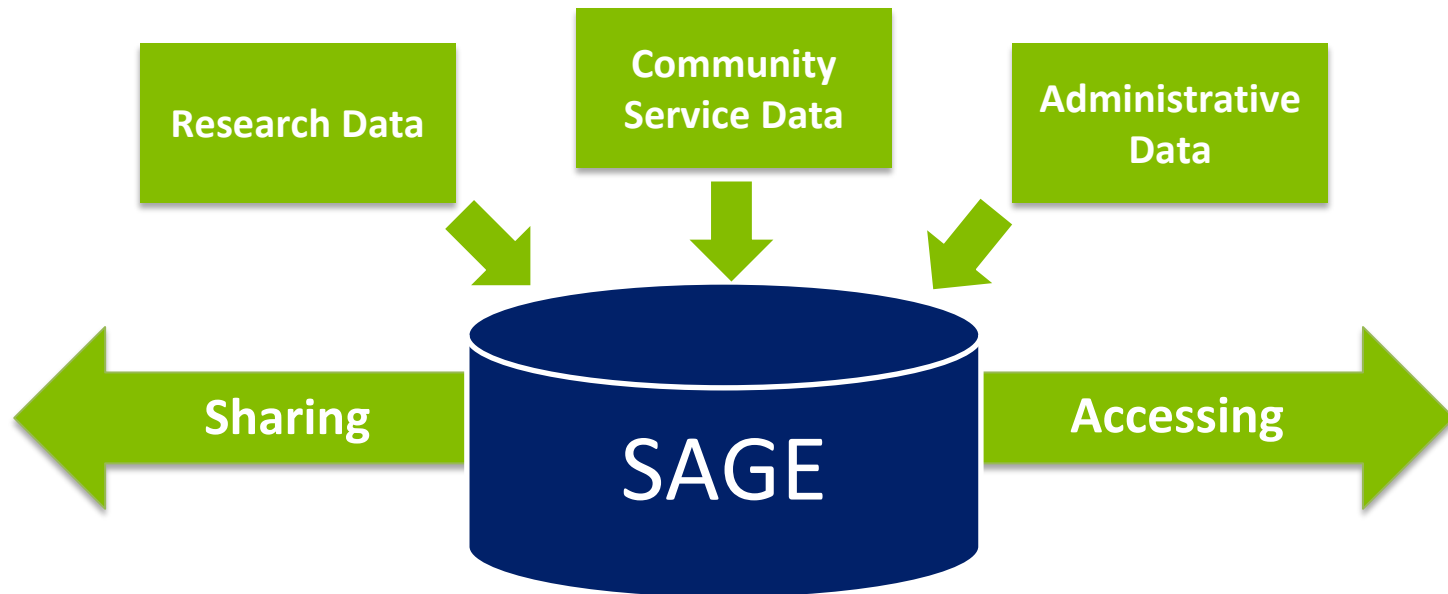 Research Data
Community
Service Data
Administrative
Data
Sharing
SAGE
Accessing